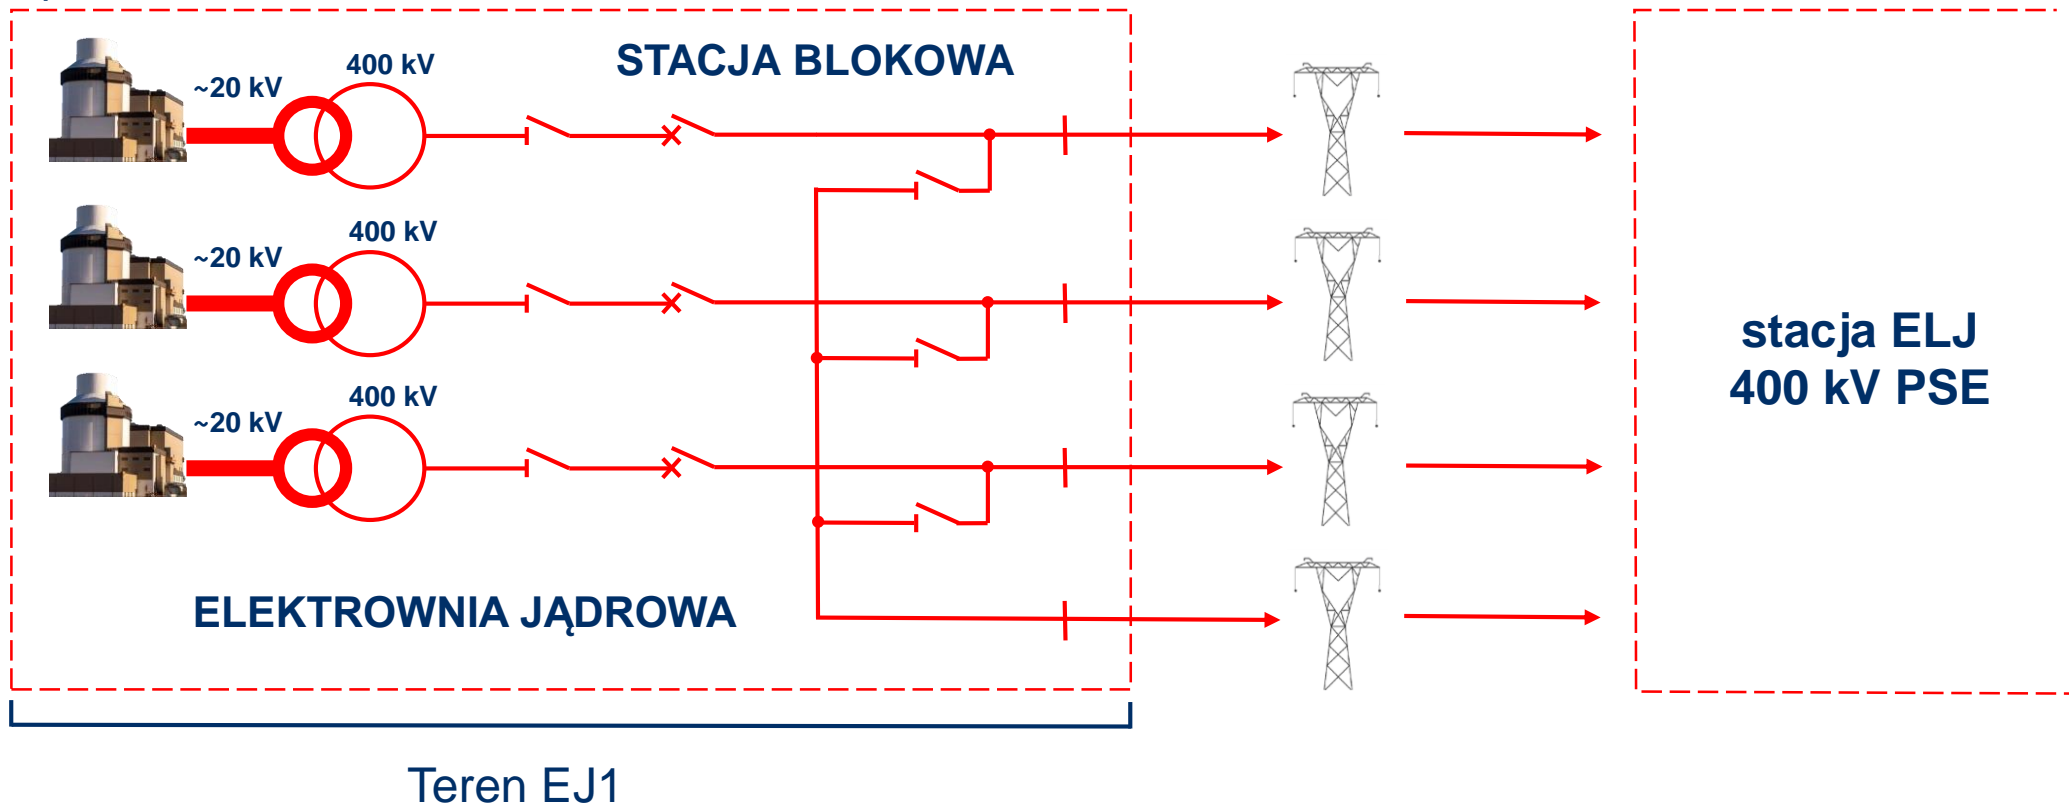 400 kV
STACJA BLOKOWA
~20 kV
400 kV
~20 kV
400 kV
~20 kV
stacja ELJ
400 kV PSE
ELEKTROWNIA JĄDROWA
Teren EJ1